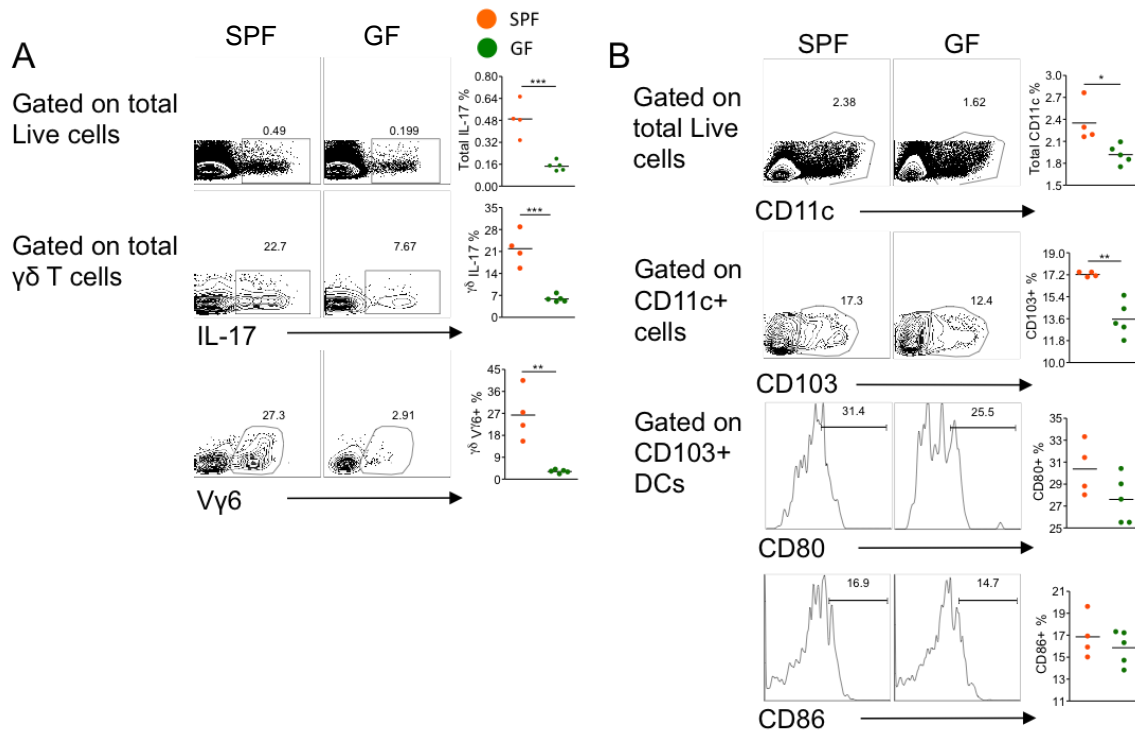 SPF
GF
A
SPF
GF
Gated on total
Live cells
0.49
0.199
Total IL-17 %
0.80
0.64
0.48
0.32
0.16
0.00
***
Gated on total
γδ T cells
22.7
7.67
γδ IL-17 %
35
28
21
14
7
0
***
IL-17
27.3
2.91
γδ Vγ6+ %
45
36
27
18
9
0
**
Vγ6
B
SPF
GF
Gated on
total Live
cells
2.38
1.62
Total CD11c %
3.0
2.7
2.4
2.1
1.8
1.5
*
CD11c
Gated on
CD11c+
cells
17.3
12.4
CD103+ %
19.0
17.2
15.4
13.6
11.8
10.0
**
CD103
Gated on
CD103+
DCs
31.4
25.5
CD80+ %
35
33
31
29
27
25
CD80
16.9
14.7
CD86+ %
21
19
17
15
13
11
CD86